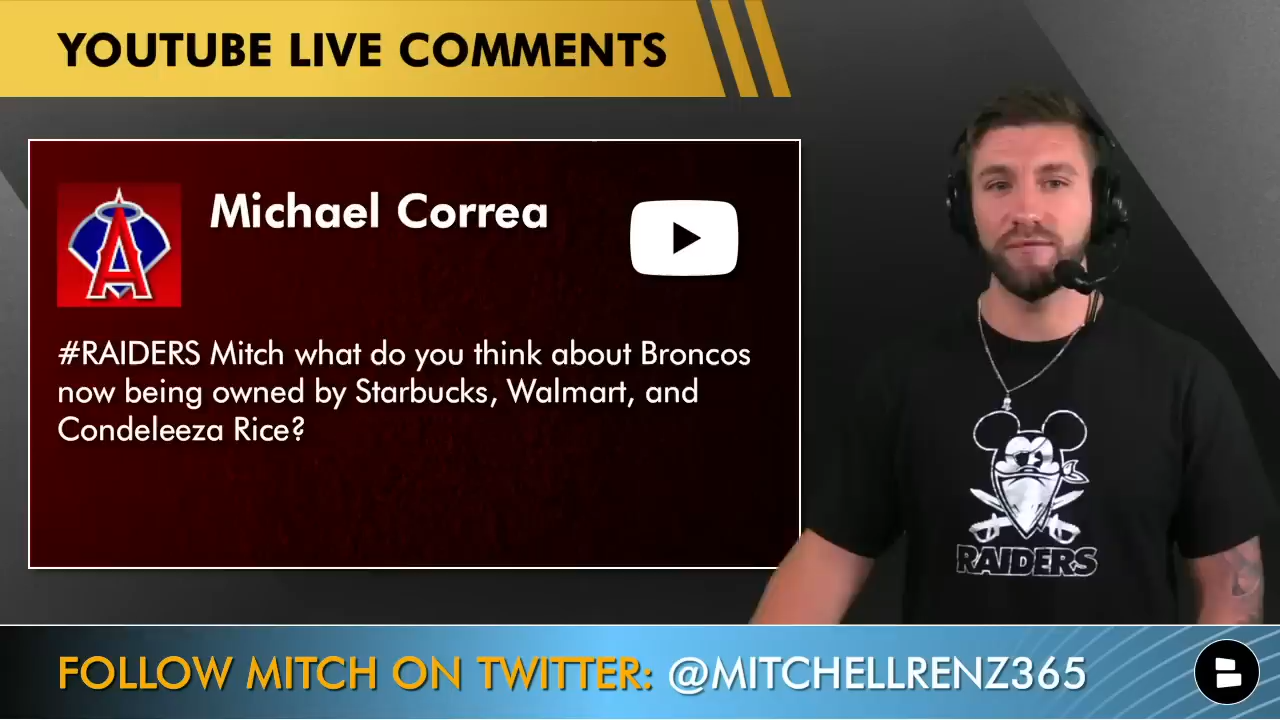 YOUTUBE LIVE COMMENTS
A
Michael Correa
#RAIDERS Mitch what do you think about Broncos
now being owned by Starbucks, Walmart, and
Condeleeza Rice?
RAIDERS
FOLLOW MITCH ON TWITTER: @MITCHELLRENZ365